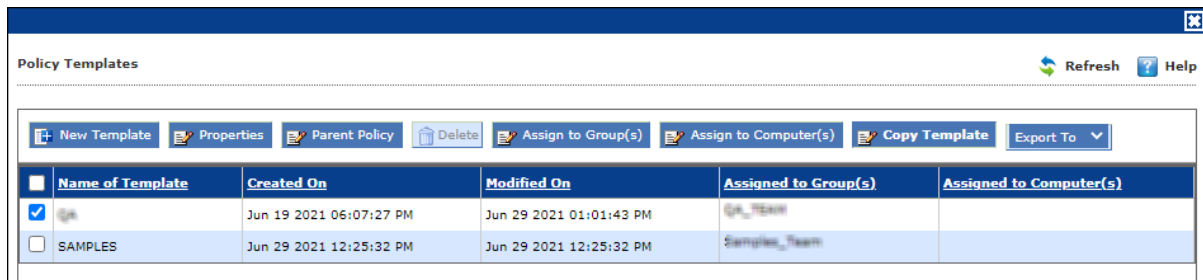 Policy Templates
Refresh
Help
New Template
Properties
Parent Policy
Delete
Assign to Group(s)
Assign to Computer(s)
Copy Template
Export To
Name of Template Created On Modified On Assigned to Group(s) Assigned to Computer(s)
Jun 19 2021 06:07:27 PM Jun 29 2021 01:01:43 PM
SAMPLES Jun 29 2021 12:25:32 PM Jun 29 2021 12:25:32 PM